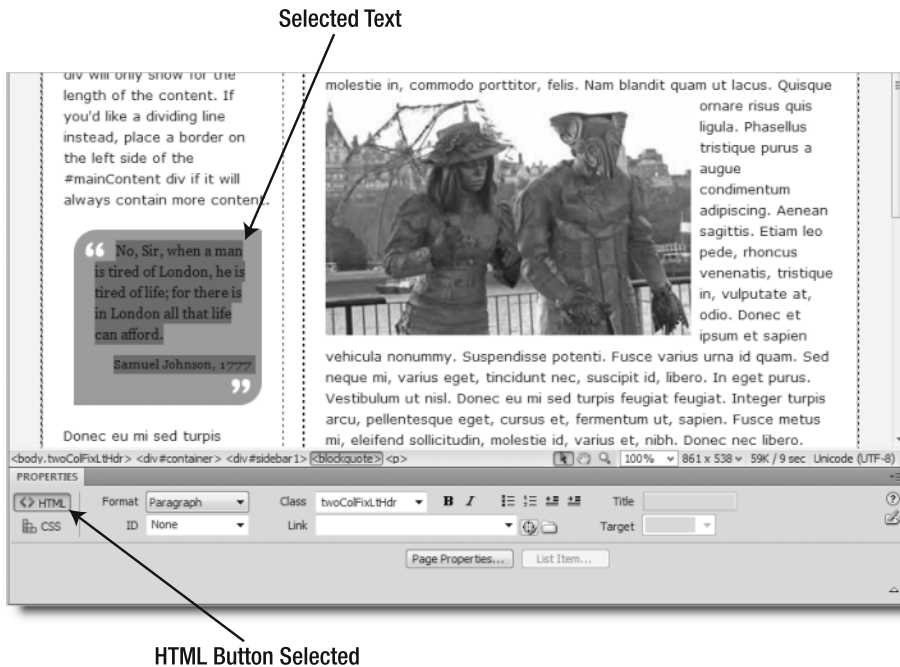 Selected Text
div will only show for the
length of the content. If
you'd like a dividing line
instead, place a border on
the left side of the
#mainContent div if it will
always contain more content.
“ No, Sir, when a man
is tired of London, he is
tired of life; for there is
in London all that life
can afford.
Samuel Johnson, 1777
”
Donec eu mi sed turpis
molestie in, commodo porttitor, felis. Nam blandit quam ut lacus. Quisque
ornare risus quis
ligula. Phasellus
tristique purus a
augue
condimentum
adipiscing. Aenean
sagittis. Etiam leo
pede, rhoncus
venenatis, tristique
in, vulputate at,
odio. Donec et
ipsum et sapien
vehicula nonummy. Suspendisse potenti. Fusce varius urna id quam. Sed
neque mi, varius eget, tincidunt nec, suscipit id, libero. In eget purus.
Vestibulum ut nisl. Donec eu mi sed turpis feugiat feugiat. Integer turpis
arcu, pellentesque eget, cursus et, fermentum ut, sapien. Fusce metus
mi, eleifend sollicitudin, molestie id, varius et, nibh. Donec nec libero.
<body.twoColFixLtHdr> <div#container> <div#sidebar1> <blockquote> <p> 100% 861 x 538 59K / 9 sec Unicode (UTF-8)
PROPERTIES
<> HTML Format Paragraph Class twoColFixLtHdr B I Title
CSS ID None Link Target
Page Properties... List Item...
HTML Button Selected